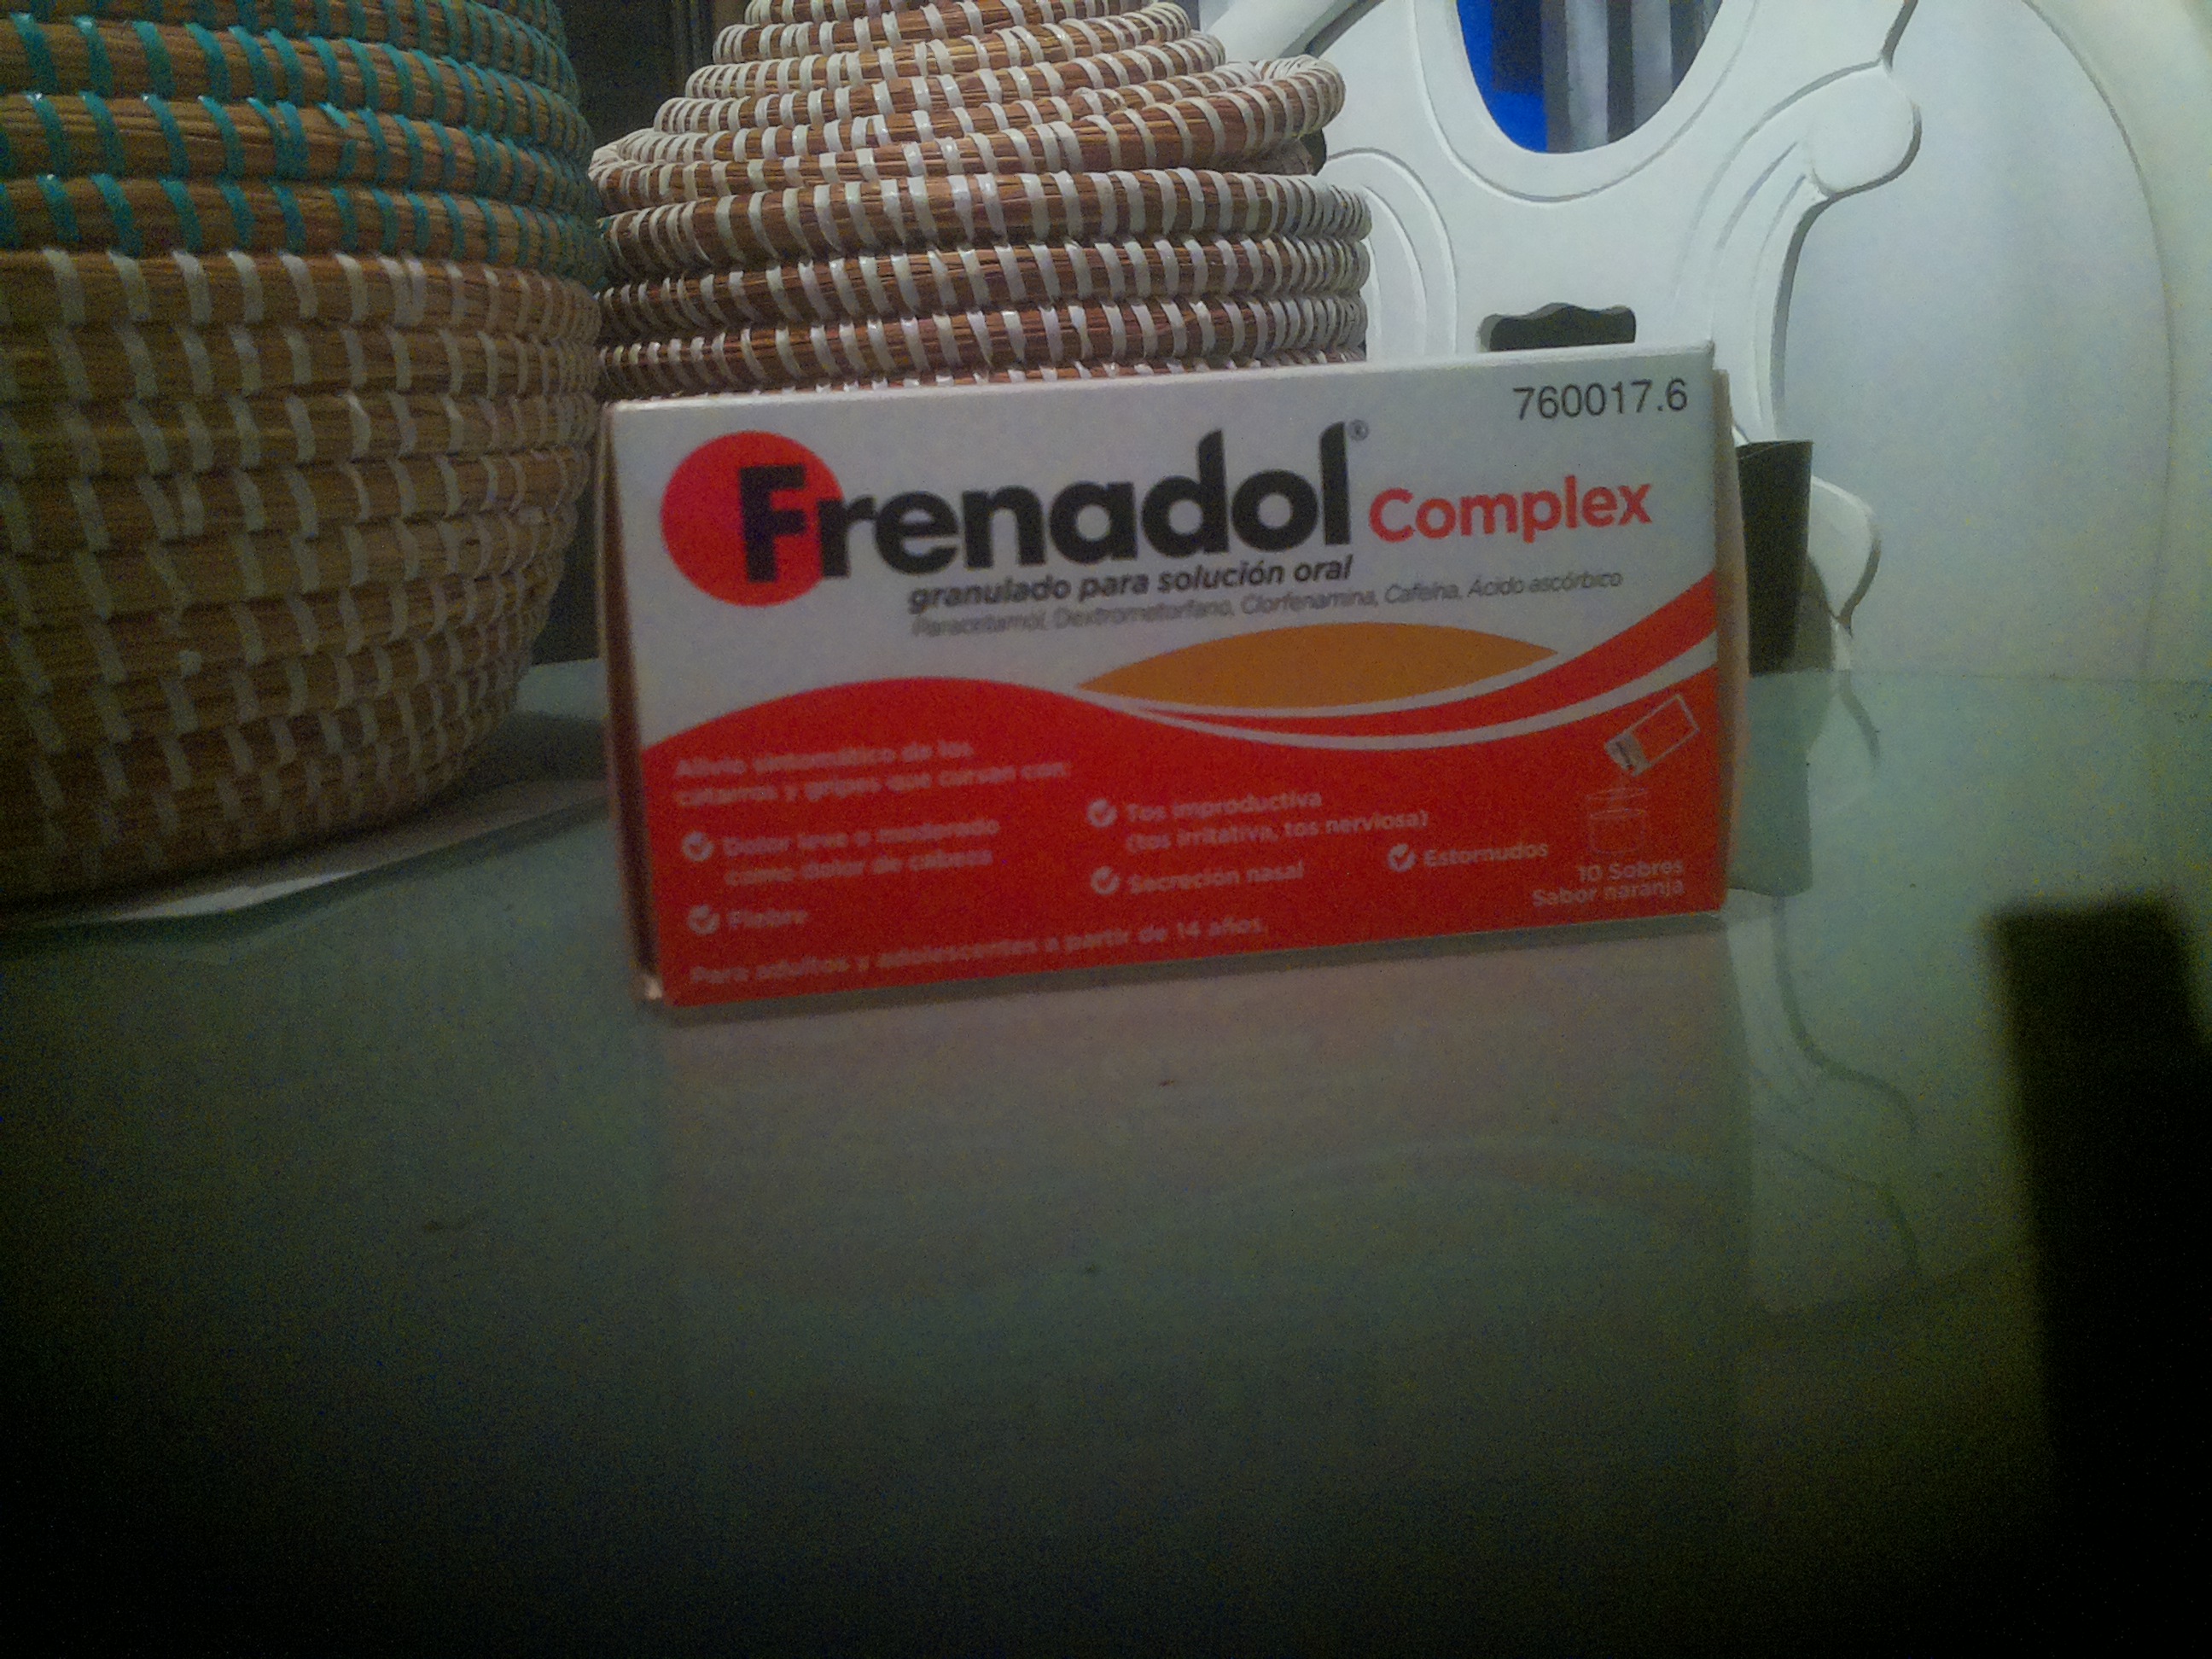 760017.6
Frenadol® Complex
granulado para solución oral
Paracetamol, Dextrometorfano, Clorfenamina, Cafeína, Ácido ascórbico
Alivio sintomático de los
catarros y gripes que cursan con:
Dolor leve o moderado
como dolor de cabeza
Fiebre
Tos improductiva
(tos irritativa, tos nerviosa)
Secreción nasal
Estornudos
10 Sobres
Sabor naranja
Para adultos y adolescentes a partir de 14 años.